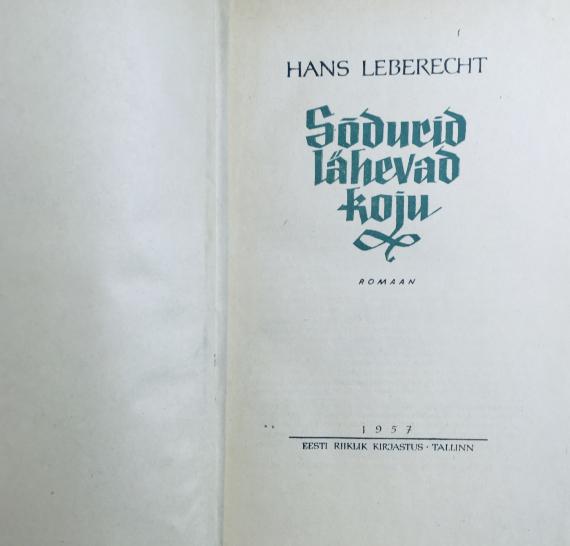 HANS LEBERECHT
Sõdurid
lähevad
koju
ROMAAN
1957
EESTI RIIKLIK KIRJASTUS · TALLINN